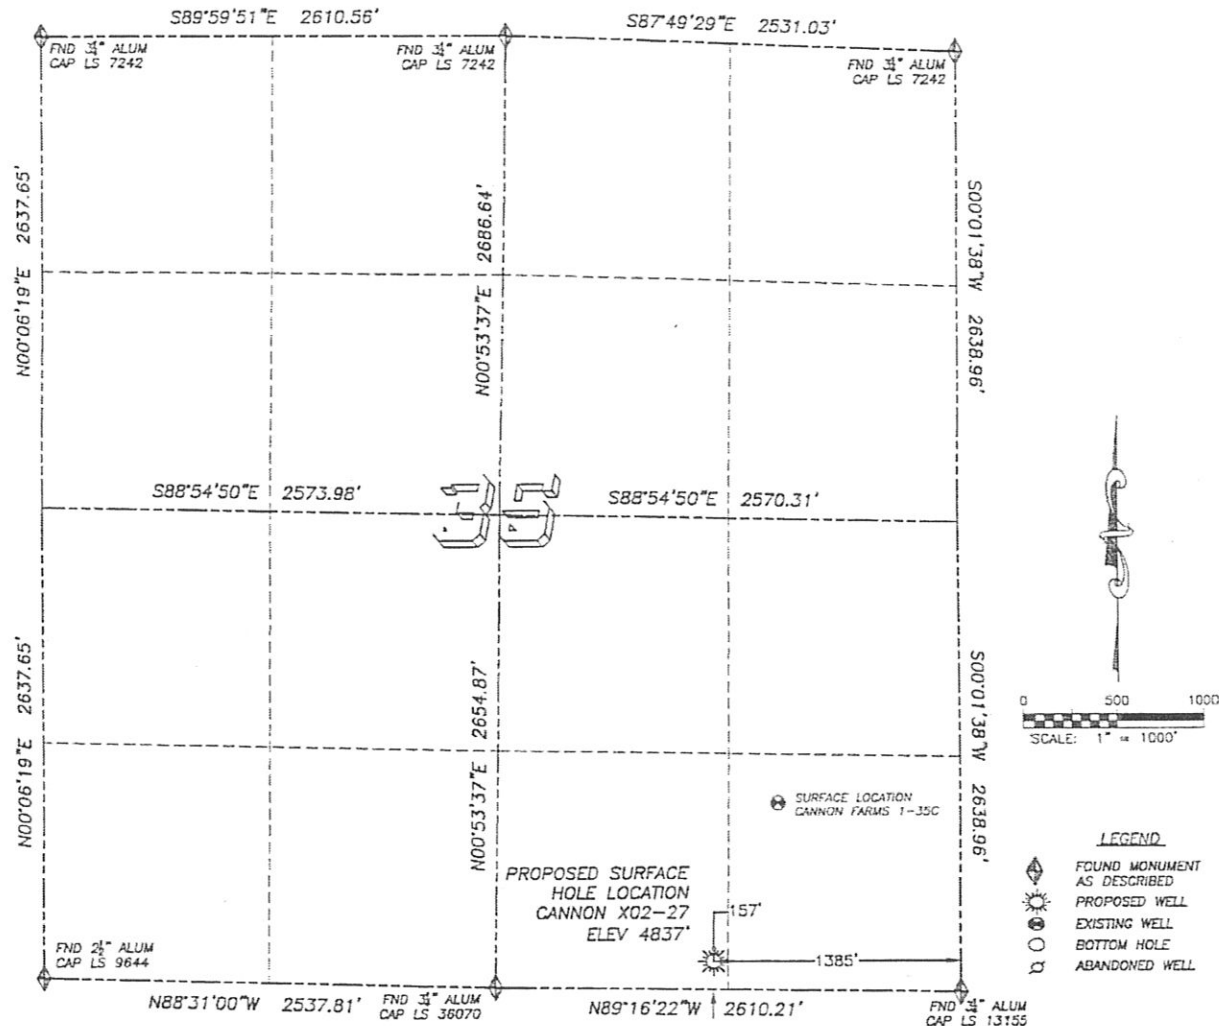 S89°59'51"E 2610.56'
S87°49'29"E 2531.03'
FND 3¼" ALUM
CAP LS 7242
FND 3¼" ALUM
CAP LS 7242
FND 3¼" ALUM
CAP LS 7242
N00°06'19"E 2637.65'
N00°53'37"E 2686.64'
S00°01'38"W 2638.96'
S88°54'50"E 2573.98'
35
S88°54'50"E 2570.31'
N00°06'19"E 2637.65'
N00°53'37"E 2654.87'
S00°01'38"W 2638.96'
0 500 1000
SCALE: 1" = 1000'
SURFACE LOCATION
CANNON FARMS 1-35C
PROPOSED SURFACE
HOLE LOCATION
CANNON X02-27
ELEV 4837'
157'
1385'
LEGEND
FOUND MONUMENT
AS DESCRIBED
PROPOSED WELL
EXISTING WELL
BOTTOM HOLE
ABANDONED WELL
FND 2½" ALUM
CAP LS 9644
N88°31'00"W 2537.81'
FND 3¼" ALUM
CAP LS 36070
N89°16'22"W 2610.21'
FND 3¼" ALUM
CAP LS 13155